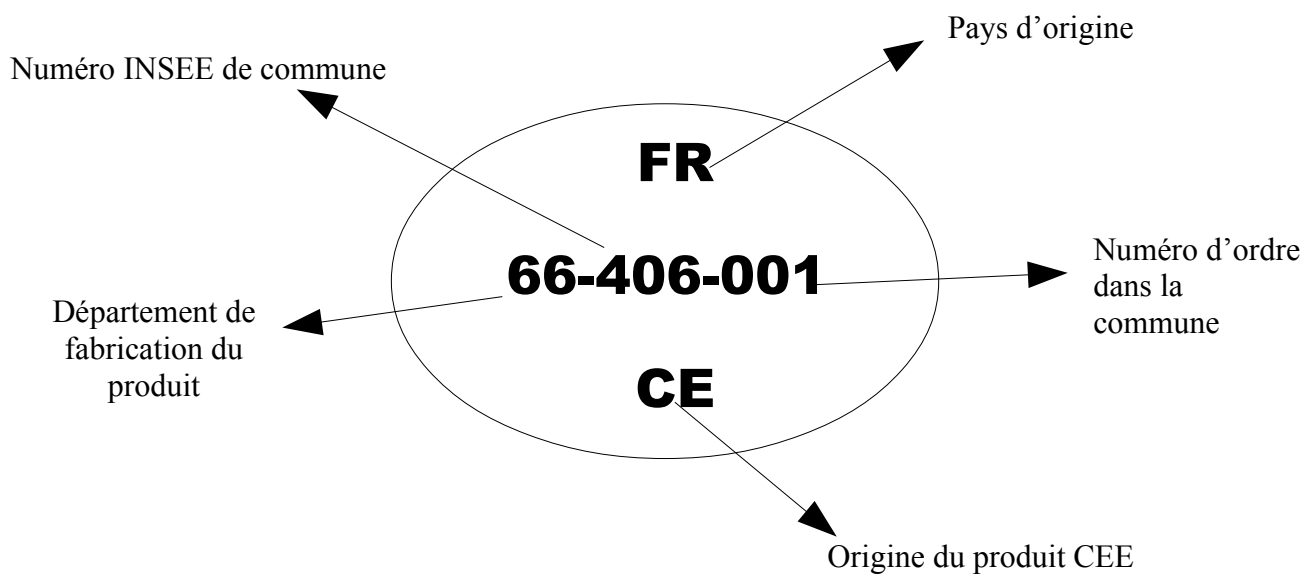 Pays d’origine
Numéro INSEE de commune
FR
66-406-001
Numéro d’ordre
dans la
commune
Département de
fabrication du
produit
CE
Origine du produit CEE